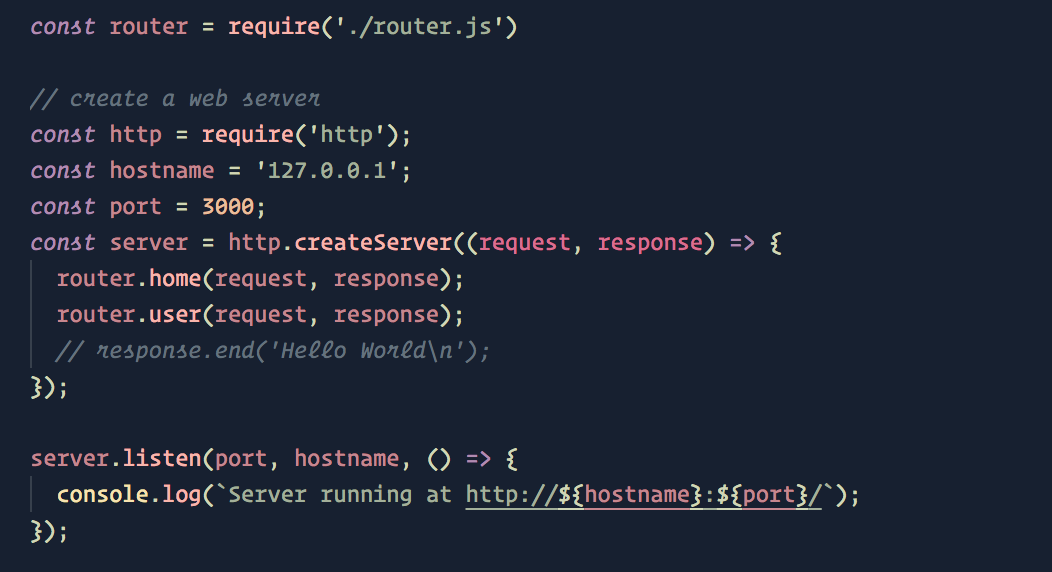 const router = require('./router.js')
// create a web server
const http = require('http');
const hostname = '127.0.0.1';
const port = 3000;
const server = http.createServer((request, response) => {
router.home(request, response);
router.user(request, response);
// response.end('Hello World\n');
});
server.listen(port, hostname, () => {
console.log(`Server running at http://${hostname}:${port}/`);
});